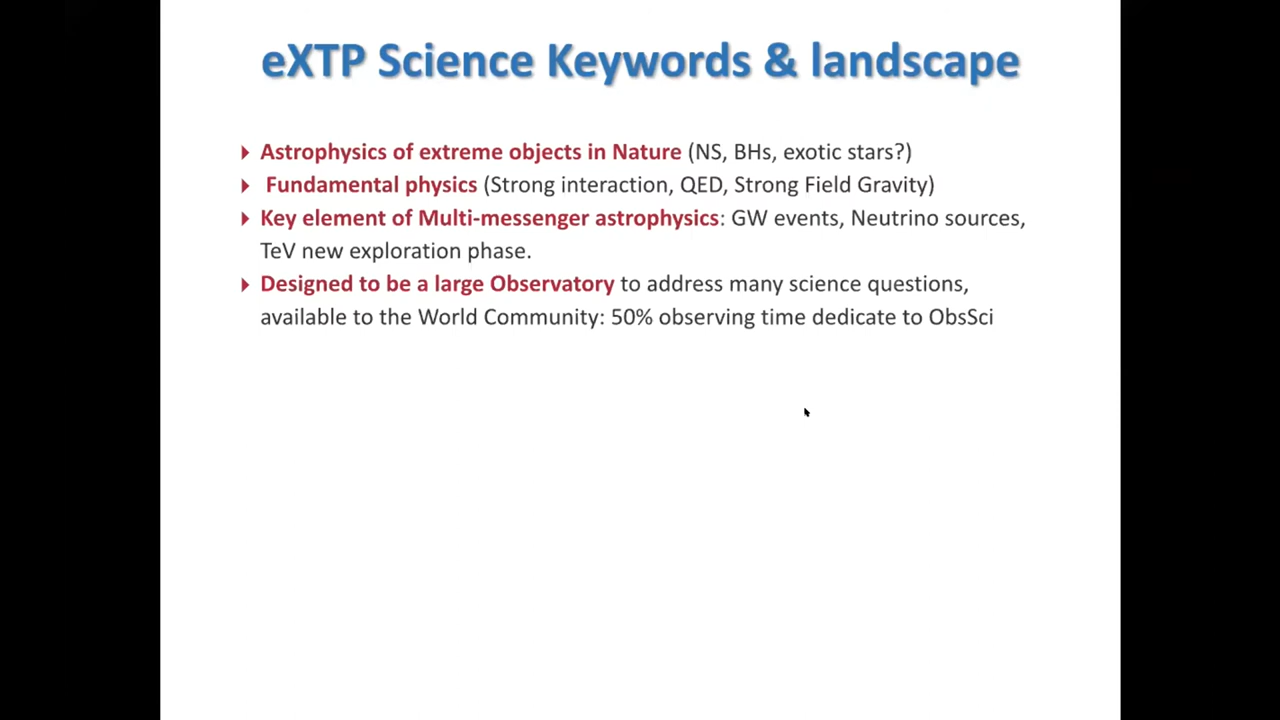 eXTP Science Keywords & landscape
Astrophysics of extreme objects in Nature (NS, BHs, exotic stars?)
Fundamental physics (Strong interaction, QED, Strong Field Gravity)
Key element of Multi-messenger astrophysics: GW events, Neutrino sources,
TeV new exploration phase.
Designed to be a large Observatory to address many science questions,
available to the World Community: 50% observing time dedicate to ObsSci